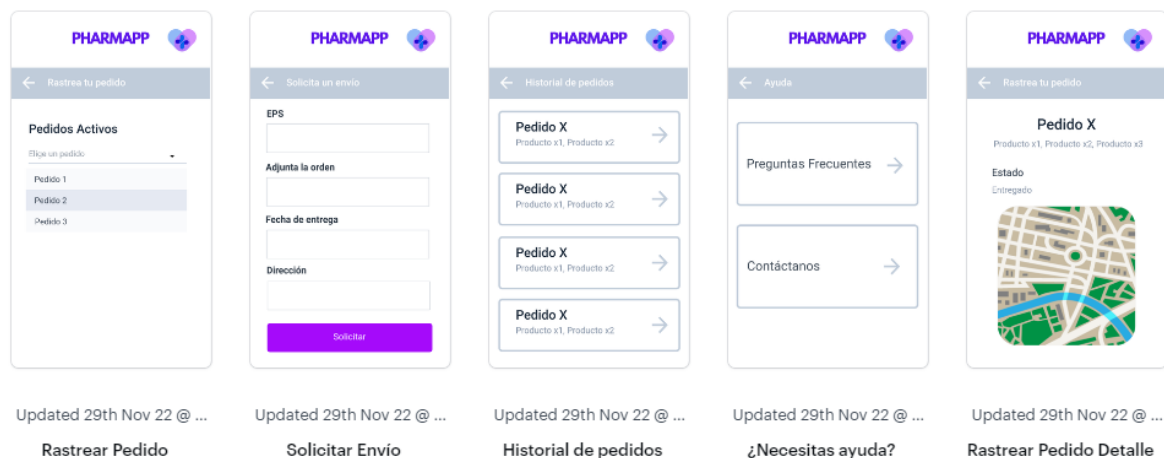 PHARMAPP
Rastrea tu pedido
Pedidos Activos
Elige un pedido
Pedido 1
Pedido 2
Pedido 3
Updated 29th Nov 22 @ ...
Rastrear Pedido
PHARMAPP
Solicita un envío
EPS
Adjunta la orden
Fecha de entrega
Dirección
Solicitar
Updated 29th Nov 22 @ ...
Solicitar Envío
PHARMAPP
Historial de pedidos
Pedido X
Producto x1, Producto x2
Pedido X
Producto x1, Producto x2
Pedido X
Producto x1, Producto x2
Pedido X
Producto x1, Producto x2
Updated 29th Nov 22 @ ...
Historial de pedidos
PHARMAPP
Ayuda
Preguntas Frecuentes
Contáctanos
Updated 29th Nov 22 @ ...
¿Necesitas ayuda?
PHARMAPP
Rastrea tu pedido
Pedido X
Producto x1, Producto x2, Producto x3
Estado
Entregado
Updated 29th Nov 22 @ ...
Rastrear Pedido Detalle